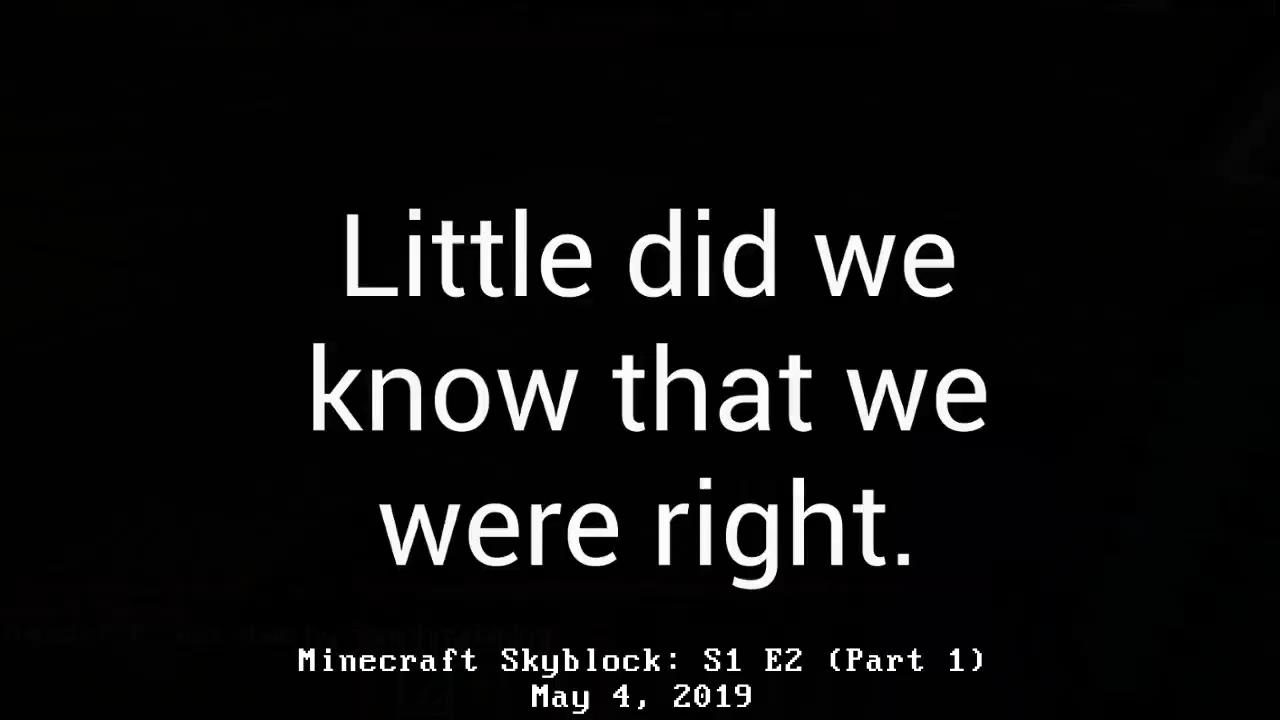 Little did we
know that we
were right.
Minecraft Skyblock: S1 E2 (Part 1)
May 4, 2019